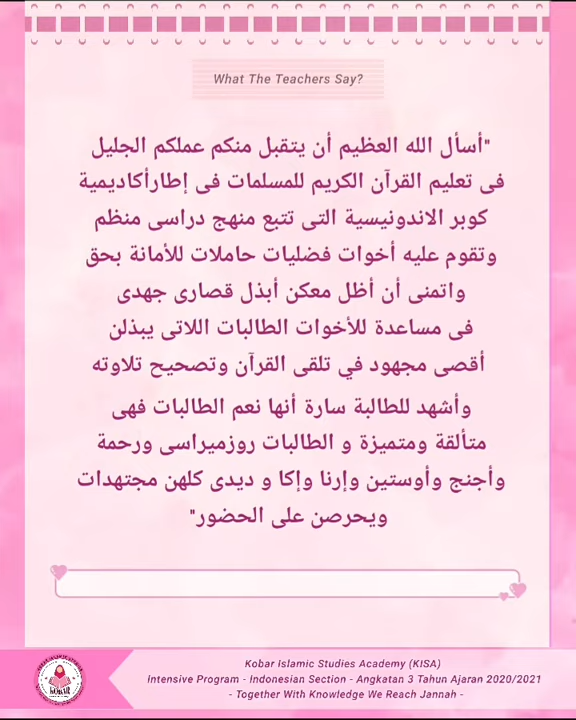 What The Teachers Say?
"أسأل الله العظيم أن يتقبل منكم عملكم الجليل
فى تعليم القرآن الكريم للمسلمات فى إطارأكاديمية
كوبر الاندونيسية التى تتبع منهج دراسى منظم
وتقوم عليه أخوات فضليات حاملات للأمانة بحق
واتمنى أن أظل معكن أبذل قصارى جهدى
فى مساعدة للأخوات الطالبات اللاتى يبذلن
أقصى مجهود في تلقى القرآن وتصحيح تلاوته
وأشهد للطالبة سارة أنها نعم الطالبات فهى
متألقة ومتميزة و الطالبات روزميراسى ورحمة
وأجنج وأوستين وإرنا وإكا و ديدى كلهن مجتهدات
ويحرصن على الحضور"
Kobar Islamic Studies Academy (KISA)
Intensive Program - Indonesian Section - Angkatan 3 Tahun Ajaran 2020/2021
- Together With Knowledge We Reach Jannah -